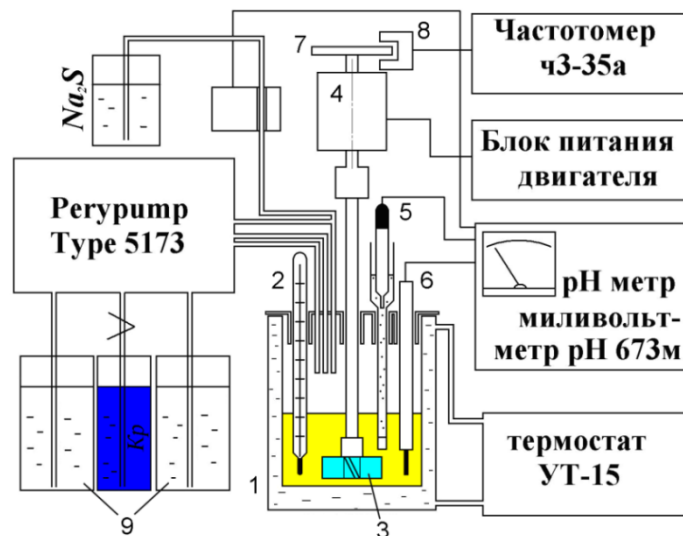 7
8
Частотомер
ч3-35а
Na₂S
4
Блок питания
двигателя
Perypump
Type 5173
5
2
6
pH метр
миливольт-
метр pH 673м
Кр
термостат
УТ-15
1
3
9